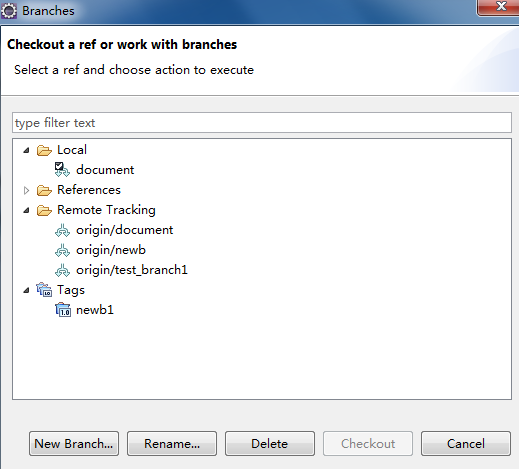 Branches
Checkout a ref or work with branches
Select a ref and choose action to execute
type filter text
Local
document
References
Remote Tracking
origin/document
origin/newb
origin/test_branch1
Tags
newb1
New Branch... Rename... Delete Checkout Cancel